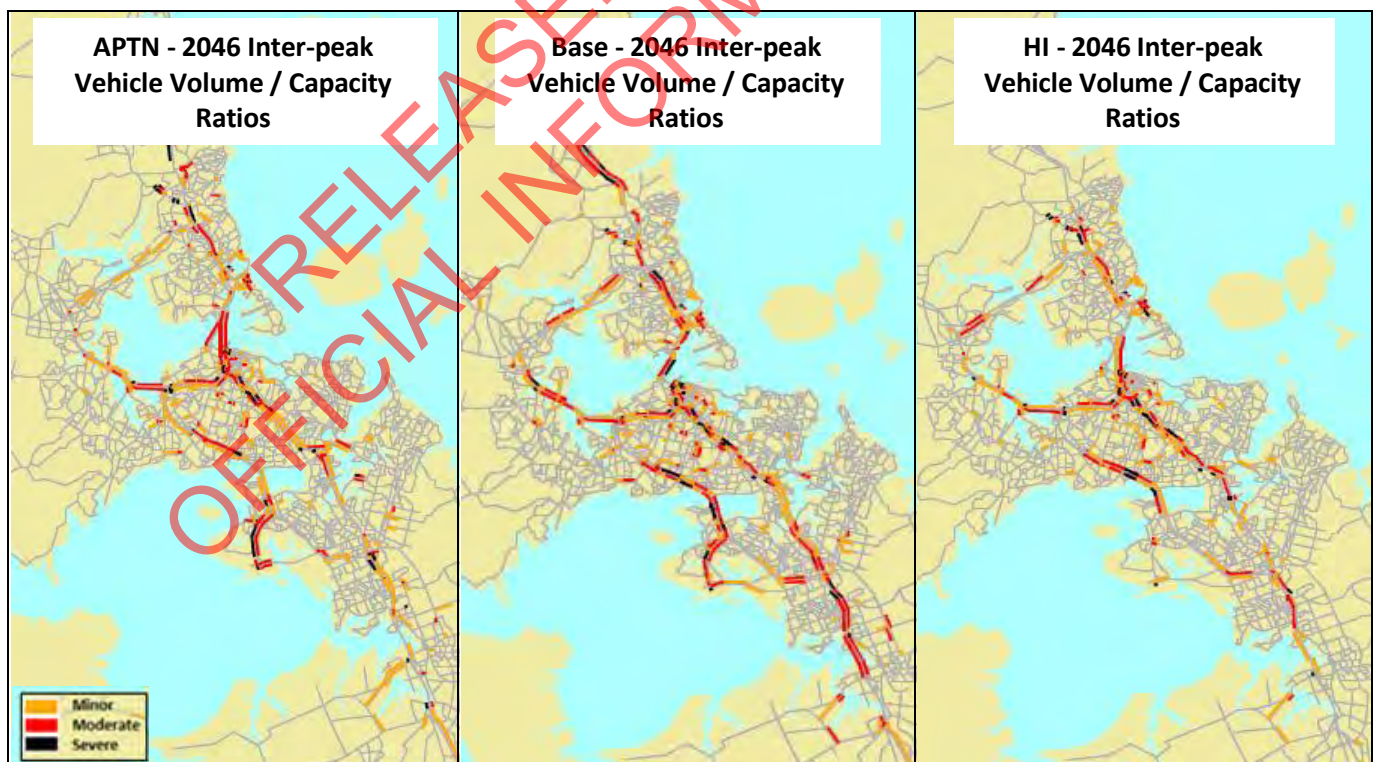 APTN - 2046 Inter-peak
Vehicle Volume / Capacity
Ratios
Base - 2046 Inter-peak
Vehicle Volume / Capacity
Ratios
HI - 2046 Inter-peak
Vehicle Volume / Capacity
Ratios
RELEASE
OFFICIAL INFORM
Minor
Moderate
Severe